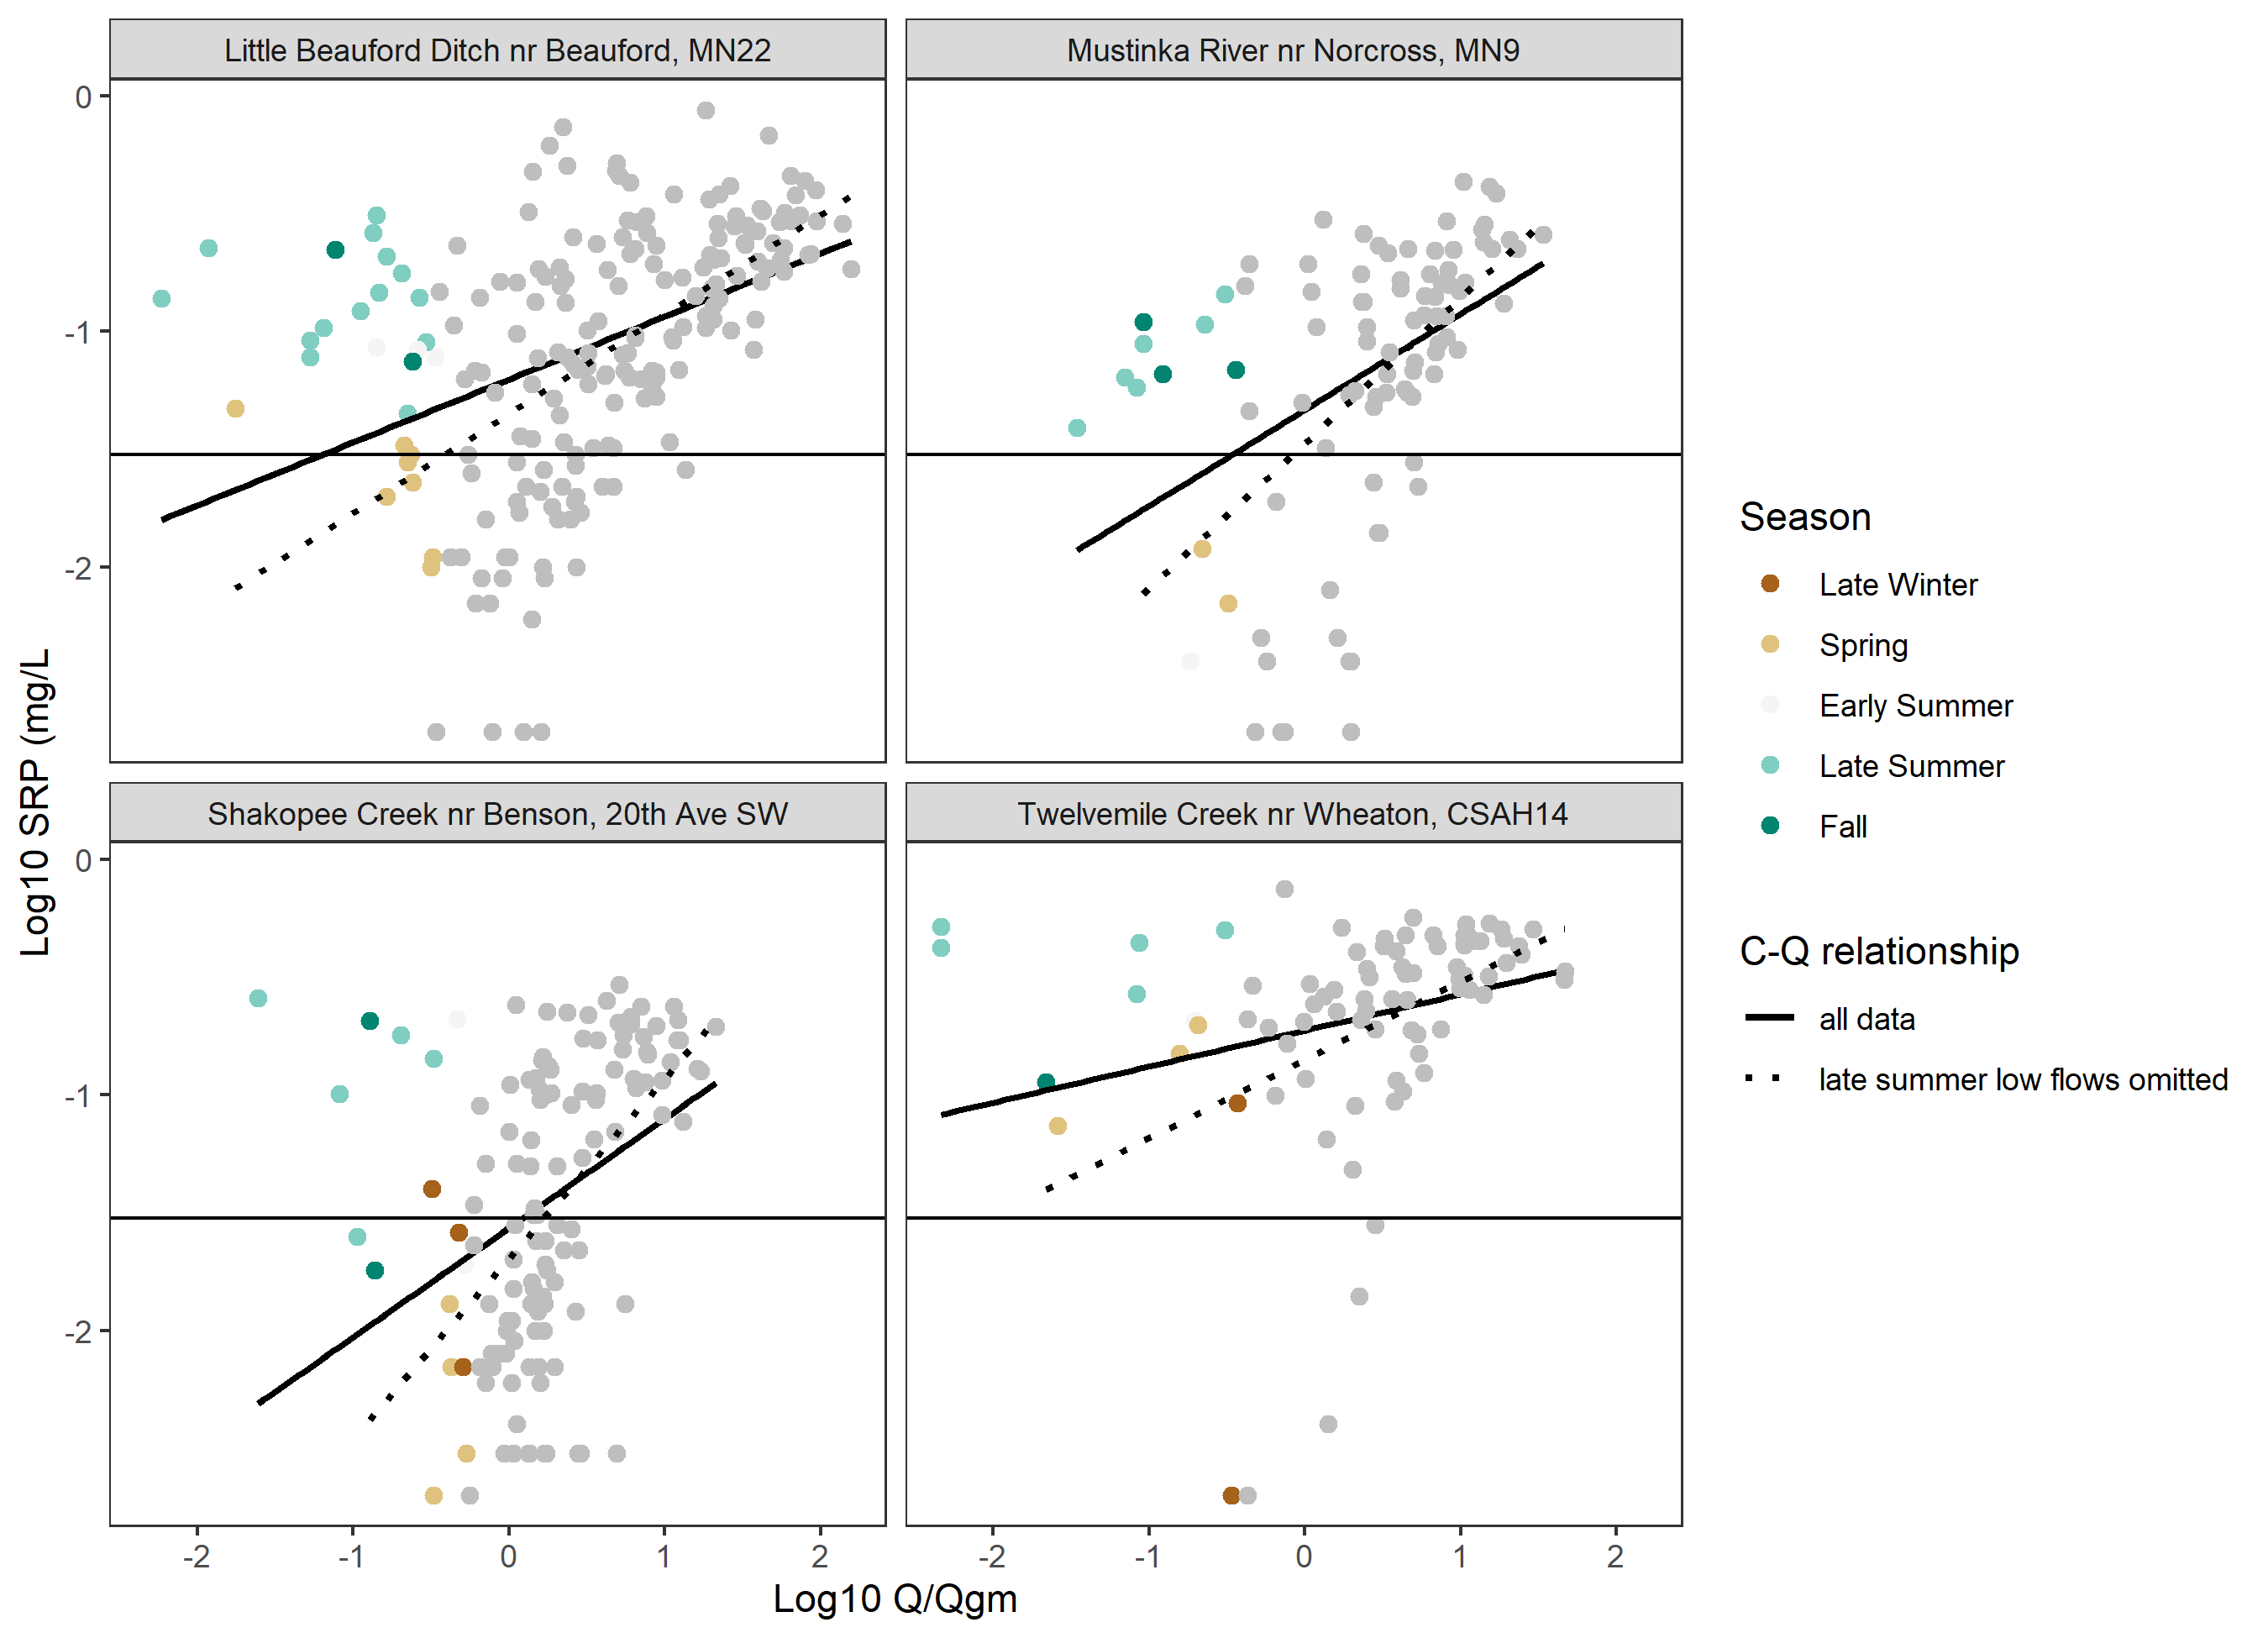 Little Beauford Ditch nr Beauford, MN22
Mustinka River nr Norcross, MN9
0
-1
-2
Shakopee Creek nr Benson, 20th Ave SW
Twelvemile Creek nr Wheaton, CSAH14
0
-1
-2
-2 -1 0 1 2
-2 -1 0 1 2
Log10 SRP (mg/L
Log10 Q/Qgm
Season
Late Winter
Spring
Early Summer
Late Summer
Fall
C-Q relationship
all data
late summer low flows omitted